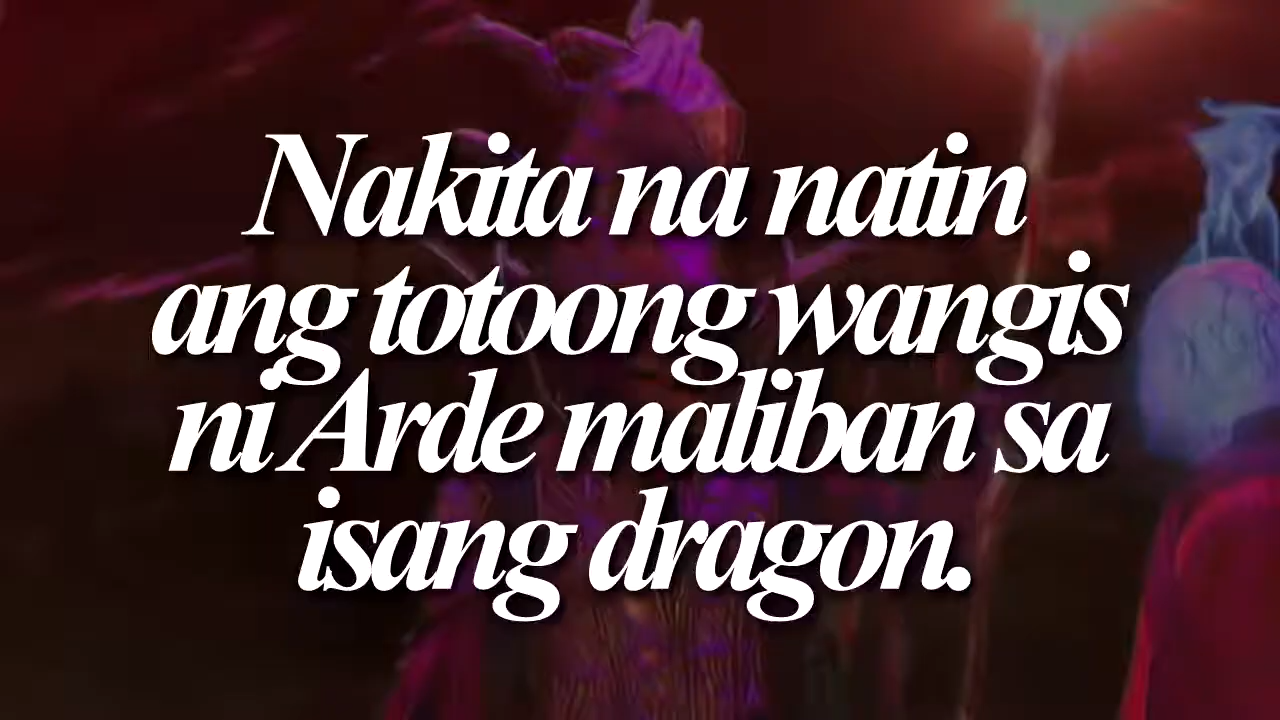 Nakita na natin
ang totoong wangis
ni Arde maliban sa
isang dragon.